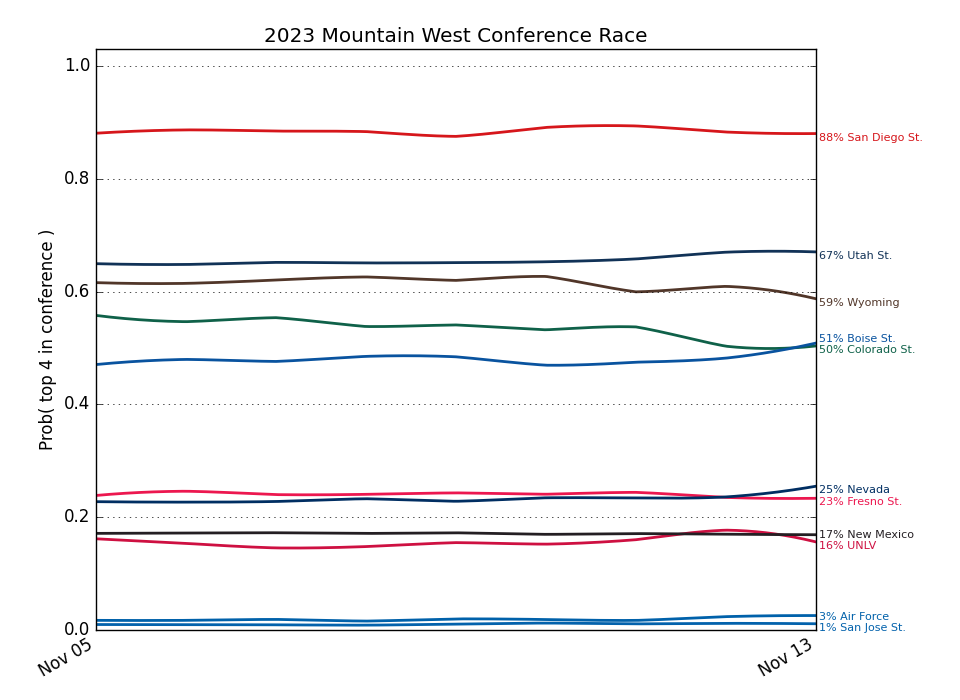 2023 Mountain West Conference Race
Prob( top 4 in conference )
1.0
0.8
0.6
0.4
0.2
0.0
Nov 05
Nov 13
88% San Diego St.
67% Utah St.
59% Wyoming
51% Boise St.
50% Colorado St.
25% Nevada
23% Fresno St.
17% New Mexico
16% UNLV
3% Air Force
1% San Jose St.